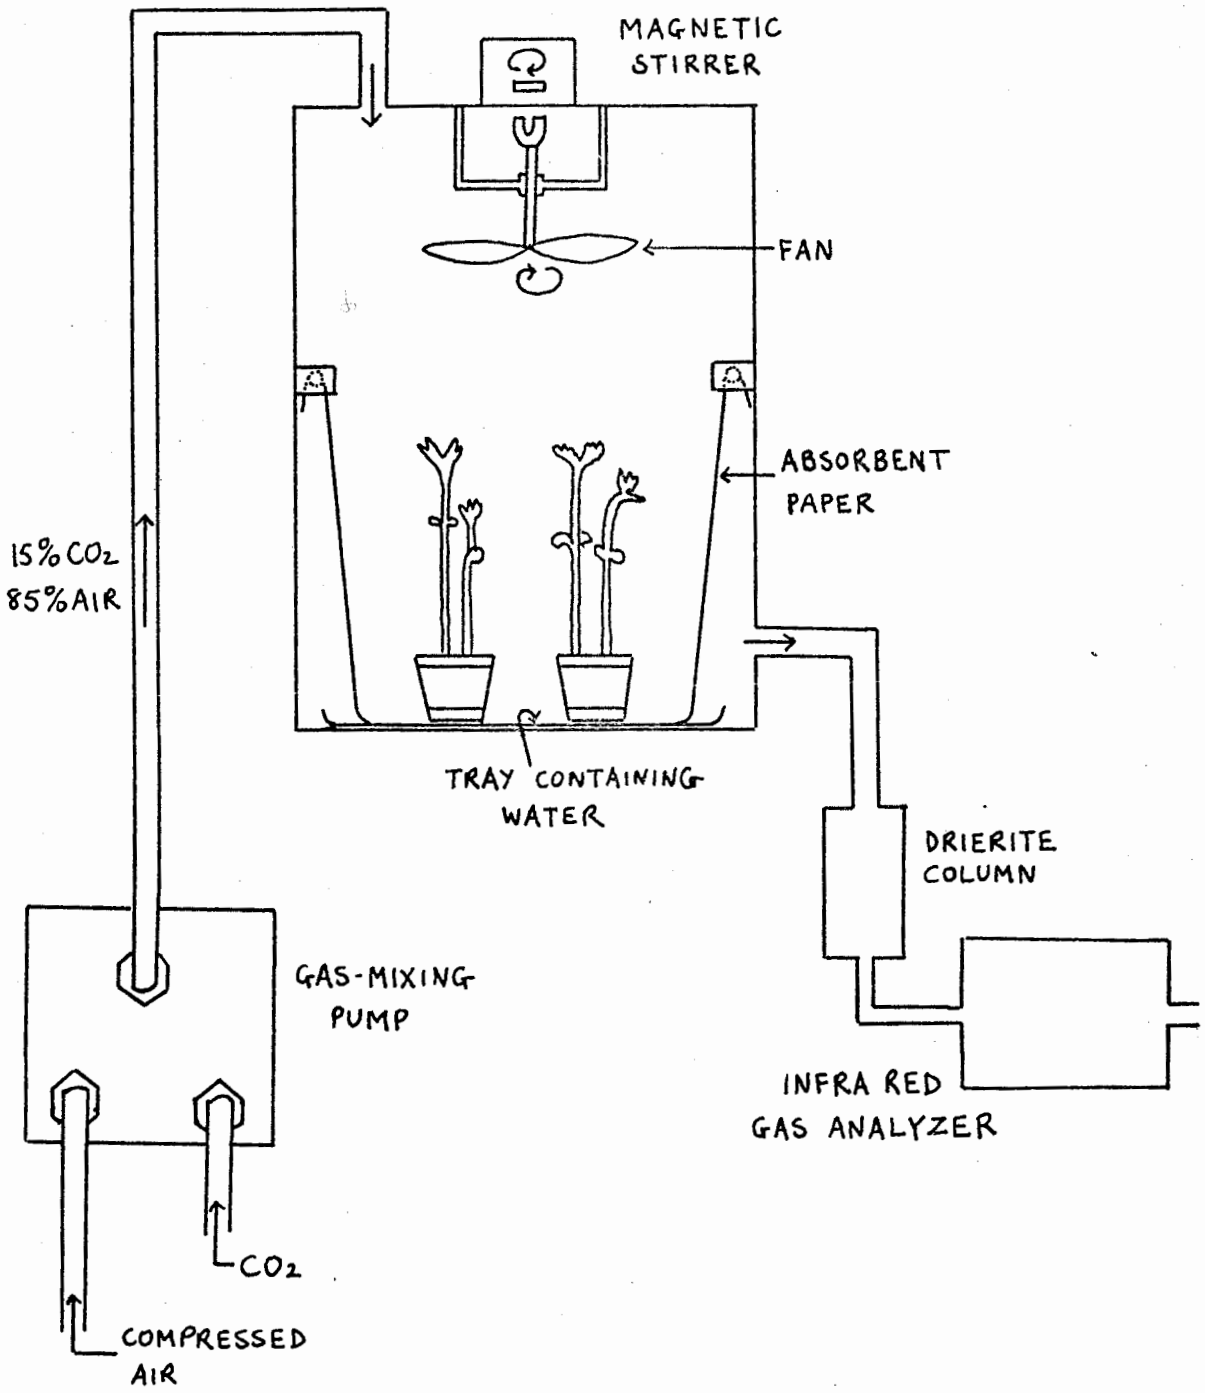 MAGNETIC
STIRRER
FAN
ABSORBENT
PAPER
15% CO2
85% AIR
TRAY CONTAINING
WATER
DRIERITE
COLUMN
GAS-MIXING
PUMP
INFRA RED
GAS ANALYZER
CO2
COMPRESSED
AIR